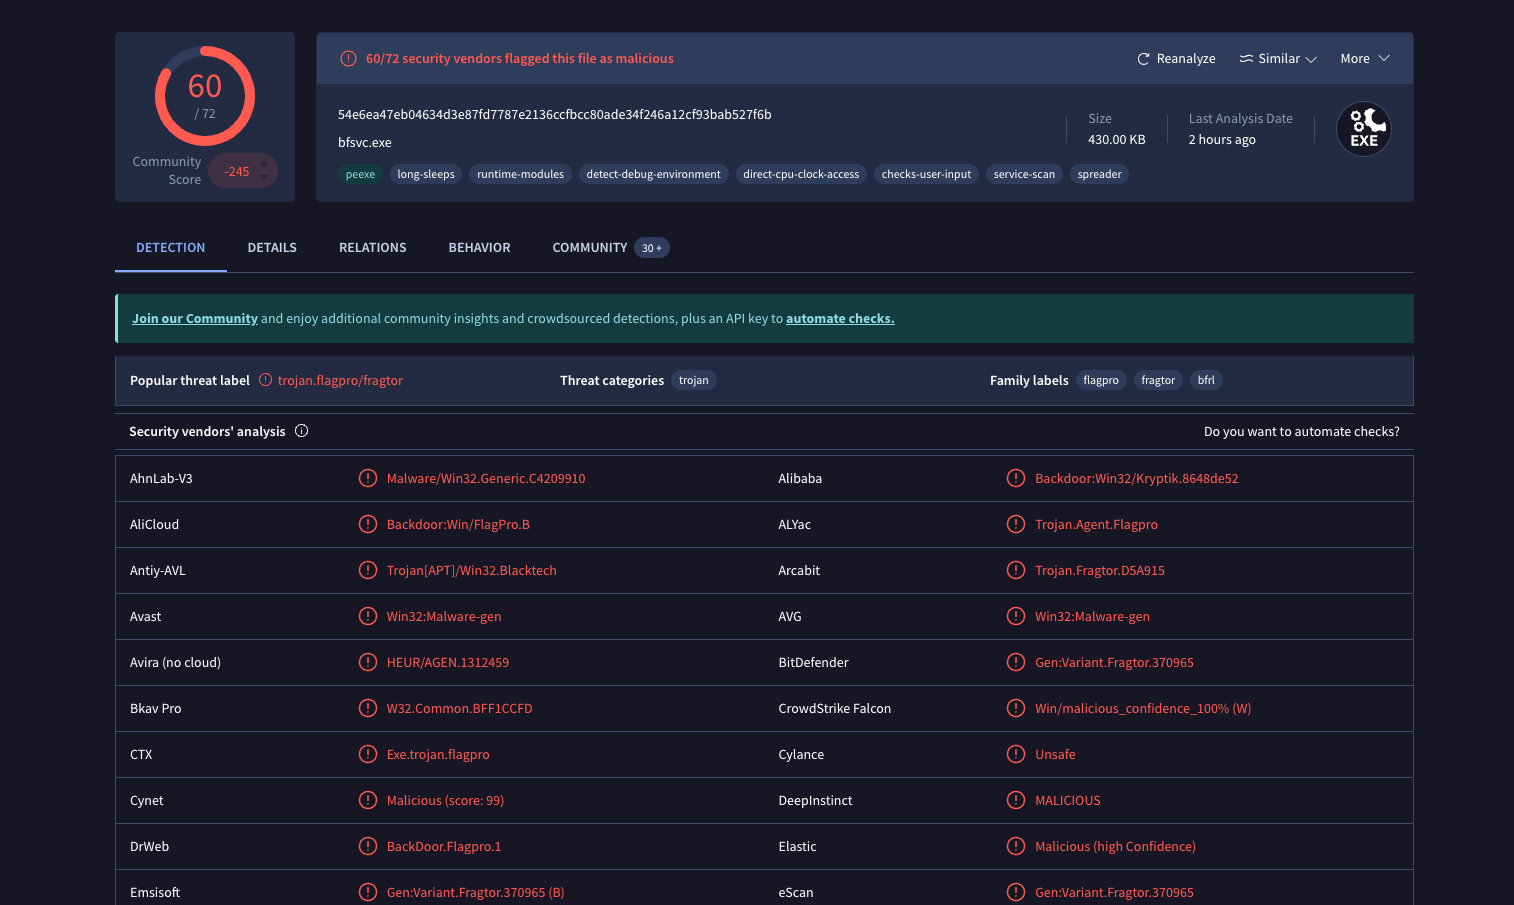 60
/ 72
Community
Score
-245
60/72 security vendors flagged this file as malicious
Reanalyze
Similar
More
54e6ea47eb04634d3e87fd7787e2136ccfbcc80ade34f246a12cf93bab527f6b
bfsvc.exe
Size
430.00 KB
Last Analysis Date
2 hours ago
EXE
peexe long-sleeps runtime-modules detect-debug-environment direct-cpu-clock-access checks-user-input service-scan spreader
DETECTION DETAILS RELATIONS BEHAVIOR COMMUNITY 30 +
Join our Community and enjoy additional community insights and crowdsourced detections, plus an API key to automate checks.
Popular threat label trojan.flagpro/fragtor Threat categories trojan Family labels flagpro fragtor bfrl
Security vendors' analysis Do you want to automate checks?
AhnLab-V3 Malware/Win32.Generic.C4209910 Alibaba Backdoor:Win32/Kryptik.8648de52
AliCloud Backdoor:Win/FlagPro.B ALYac Trojan.Agent.Flagpro
Antiy-AVL Trojan[APT]/Win32.Blacktech Arcabit Trojan.Fragtor.D5A915
Avast Win32:Malware-gen AVG Win32:Malware-gen
Avira (no cloud) HEUR/AGEN.1312459 BitDefender Gen:Variant.Fragtor.370965
Bkav Pro W32.Common.BFF1CCFD CrowdStrike Falcon Win/malicious_confidence_100% (W)
CTX Exe.trojan.flagpro Cylance Unsafe
Cynet Malicious (score: 99) DeepInstinct MALICIOUS
DrWeb BackDoor.Flagpro.1 Elastic Malicious (high Confidence)
Emsisoft Gen:Variant.Fragtor.370965 (B) eScan Gen:Variant.Fragtor.370965